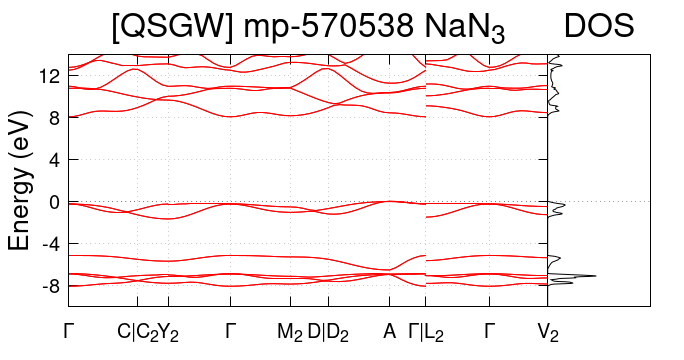 [QSGW] mp-570538 NaN₃ DOS
Energy (eV)
12
8
4
0
-4
-8
Γ C|C₂Y₂ Γ M₂ D|D₂ A Γ|L₂ Γ V₂